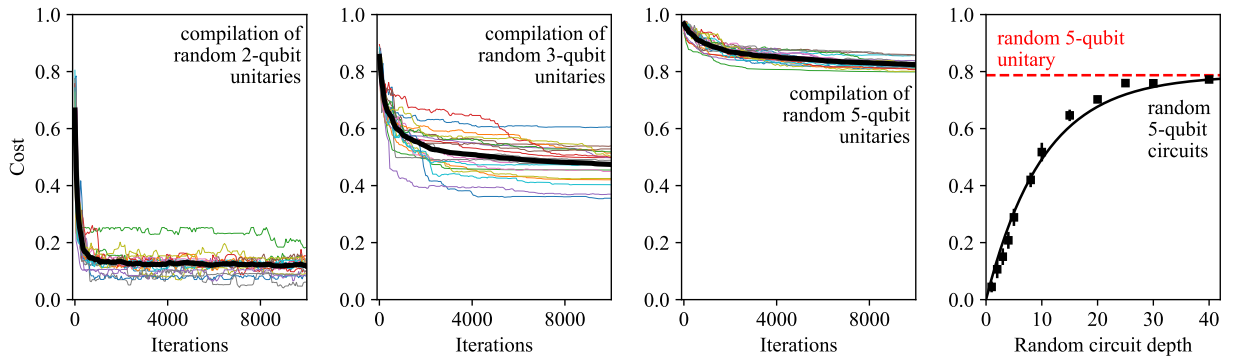 Cost
1.0
0.8
0.6
0.4
0.2
0.0
compilation of
random 2-qubit
unitaries
0
4000
8000
Iterations
1.0
0.8
0.6
0.4
0.2
0.0
compilation of
random 3-qubit
unitaries
0
4000
8000
Iterations
1.0
0.8
0.6
0.4
0.2
0.0
compilation of
random 5-qubit
unitaries
0
4000
8000
Iterations
1.0
0.8
0.6
0.4
0.2
0.0
random 5-qubit
unitary
random
5-qubit
circuits
0
10
20
30
40
Random circuit depth